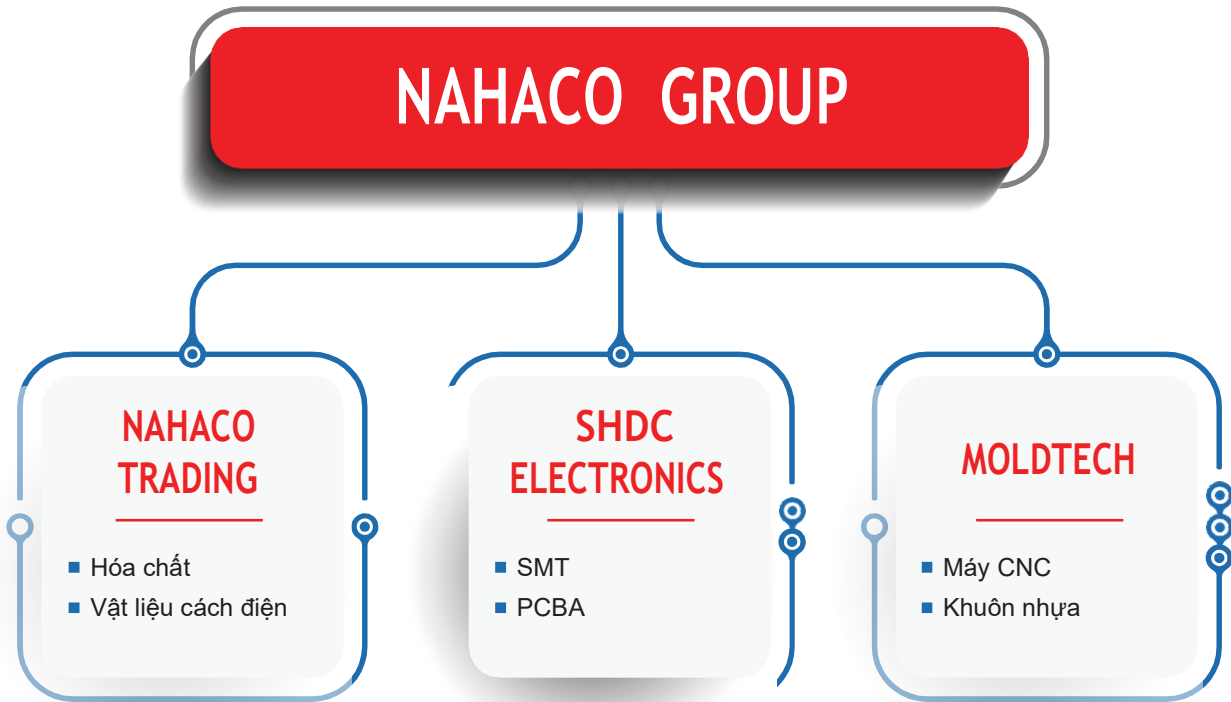 NAHACO GROUP
NAHACO
TRADING
Hóa chất
Vật liệu cách điện
SHDC
ELECTRONICS
SMT
PCBA
MOLDTECH
Máy CNC
Khuôn nhựa